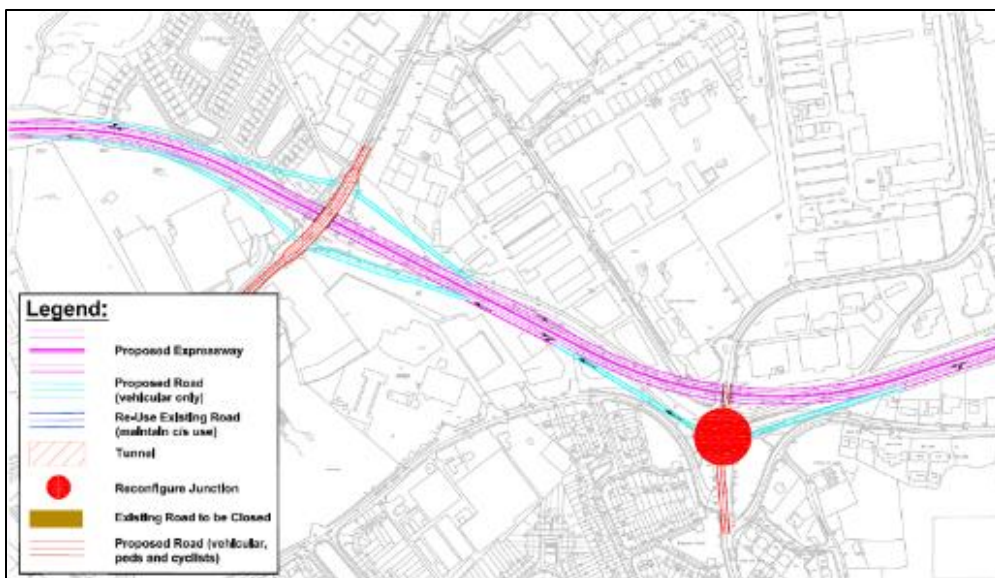 Legend:
Proposed Expressway
Proposed Road
(vehicular only)
Re-Use Existing Road
(maintain c/s use)
Tunnel
Reconfigure Junction
Existing Road to be Closed
Proposed Road (vehicular,
peds and cyclists)